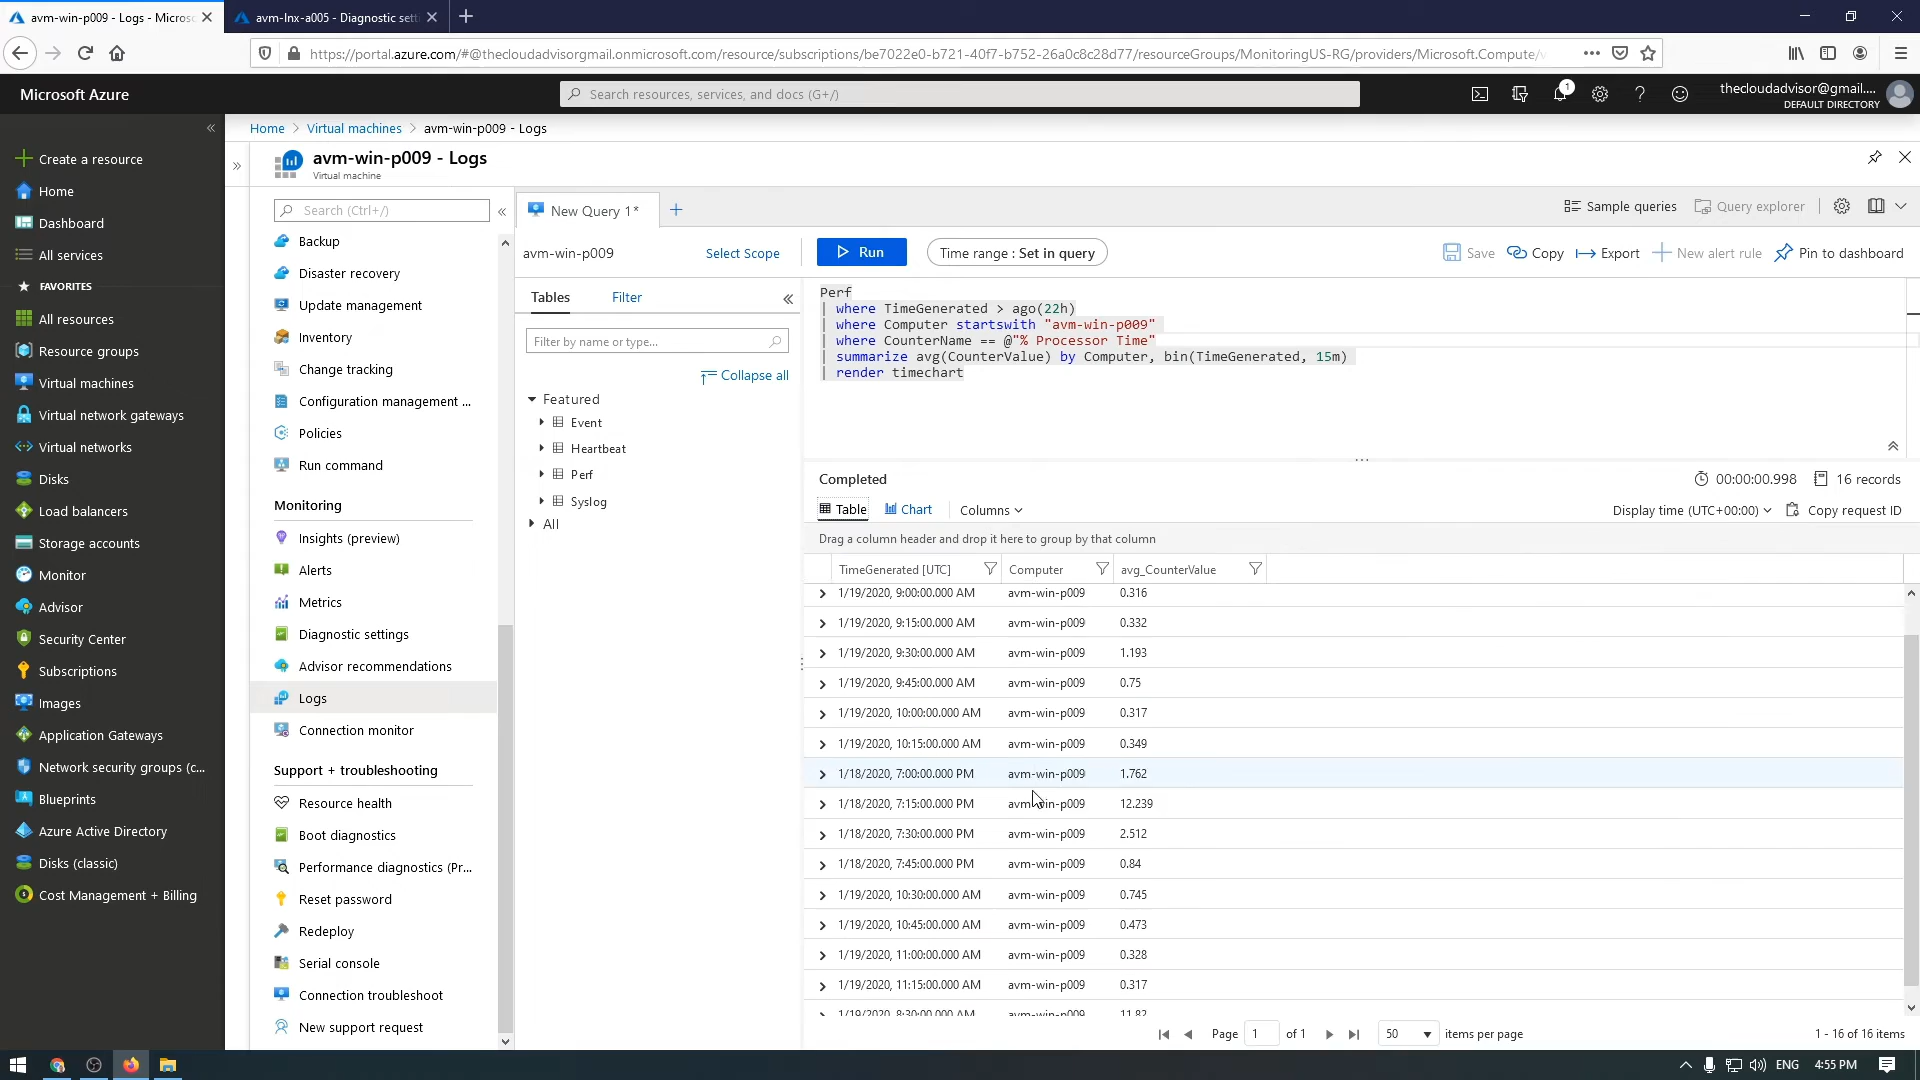 avm-win-p009 - Logs - Micros
avm-lnx-a005 - Diagnostic sett
https://portal.azure.com/#@thecloudadvisorgmail.onmicrosoft.com/resource/subscriptions/be7022e0-b721-40f7-b752-26a0c8c28d77/resourceGroups/MonitoringUS-RG/providers/Microsoft.Compute/
Microsoft Azure
Search resources, services, and docs (G+/)
1
thecloudadvisor@gmail....
DEFAULT DIRECTORY
Create a resource
Home
Dashboard
All services
FAVORITES
All resources
Resource groups
Virtual machines
Virtual network gateways
Virtual networks
Disks
Load balancers
Storage accounts
Monitor
Advisor
Security Center
Subscriptions
Images
Application Gateways
Network security groups (c...
Blueprints
Azure Active Directory
Disks (classic)
Cost Management + Billing
Home > Virtual machines > avm-win-p009 - Logs
avm-win-p009 - Logs
Virtual machine
Search (Ctrl+/)
Backup
Disaster recovery
Update management
Inventory
Change tracking
Configuration management ...
Policies
Run command
Monitoring
Insights (preview)
Alerts
Metrics
Diagnostic settings
Advisor recommendations
Logs
Connection monitor
Support + troubleshooting
Resource health
Boot diagnostics
Performance diagnostics (Pr...
Reset password
Redeploy
Serial console
Connection troubleshoot
New support request
New Query 1*
Sample queries
Query explorer
avm-win-p009
Select Scope
Run
Time range : Set in query
Save
Copy
Export
New alert rule
Pin to dashboard
Tables
Filter
Filter by name or type...
Collapse all
Featured
Event
Heartbeat
Perf
Syslog
All
Perf
| where TimeGenerated > ago(22h)
| where Computer startswith "avm-win-p009"
| where CounterName == @"% Processor Time"
| summarize avg(CounterValue) by Computer, bin(TimeGenerated, 15m)
| render timechart
Completed
00:00:00.998
16 records
Table
Chart
Columns
Display time (UTC+00:00)
Copy request ID
Drag a column header and drop it here to group by that column
TimeGenerated [UTC] Computer avg_CounterValue
1/19/2020, 9:00:00.000 AM avm-win-p009 0.316
1/19/2020, 9:15:00.000 AM avm-win-p009 0.332
1/19/2020, 9:30:00.000 AM avm-win-p009 1.193
1/19/2020, 9:45:00.000 AM avm-win-p009 0.75
1/19/2020, 10:00:00.000 AM avm-win-p009 0.317
1/19/2020, 10:15:00.000 AM avm-win-p009 0.349
1/18/2020, 7:00:00.000 PM avm-win-p009 1.762
1/18/2020, 7:15:00.000 PM avm-win-p009 12.239
1/18/2020, 7:30:00.000 PM avm-win-p009 2.512
1/18/2020, 7:45:00.000 PM avm-win-p009 0.84
1/19/2020, 10:30:00.000 AM avm-win-p009 0.745
1/19/2020, 10:45:00.000 AM avm-win-p009 0.473
1/19/2020, 11:00:00.000 AM avm-win-p009 0.328
1/19/2020, 11:15:00.000 AM avm-win-p009 0.317
1/19/2020, 8:30:00.000 AM avm-win-p009 11.82
Page 1 of 1
50 items per page
1 - 16 of 16 items
ENG
4:55 PM